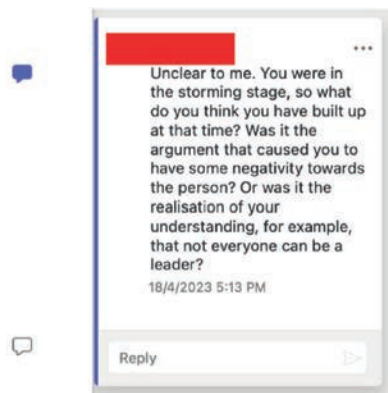 Unclear to me. You were in
the storming stage, so what
do you think you have built up
at that time? Was it the
argument that caused you to
have some negativity towards
the person? Or was it the
realisation of your
understanding, for example,
that not everyone can be a
leader?
18/4/2023 5:13 PM
Reply